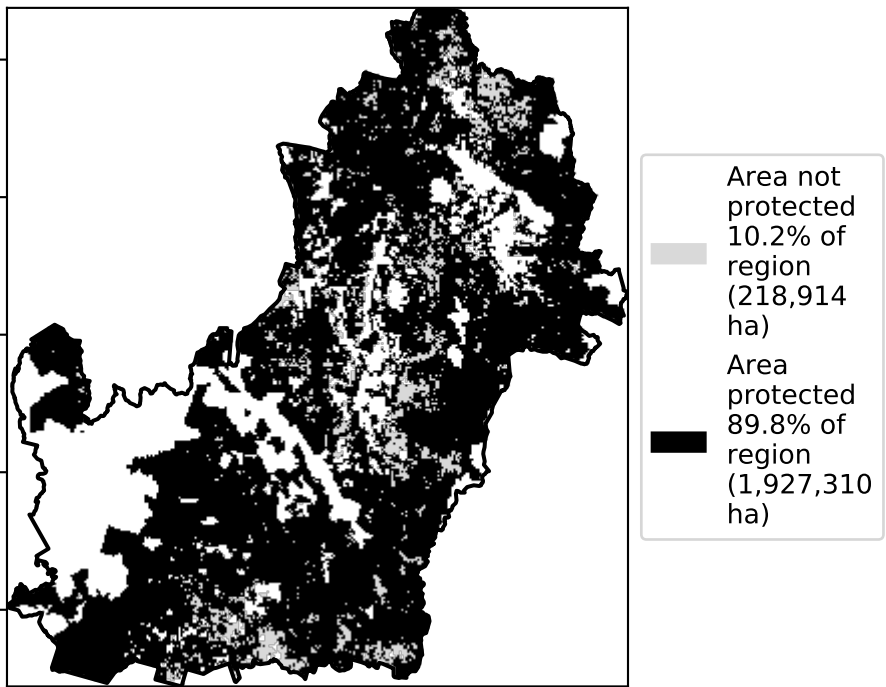 Area not
protected
10.2% of
region
(218,914
ha)
Area
protected
89.8% of
region
(1,927,310
ha)